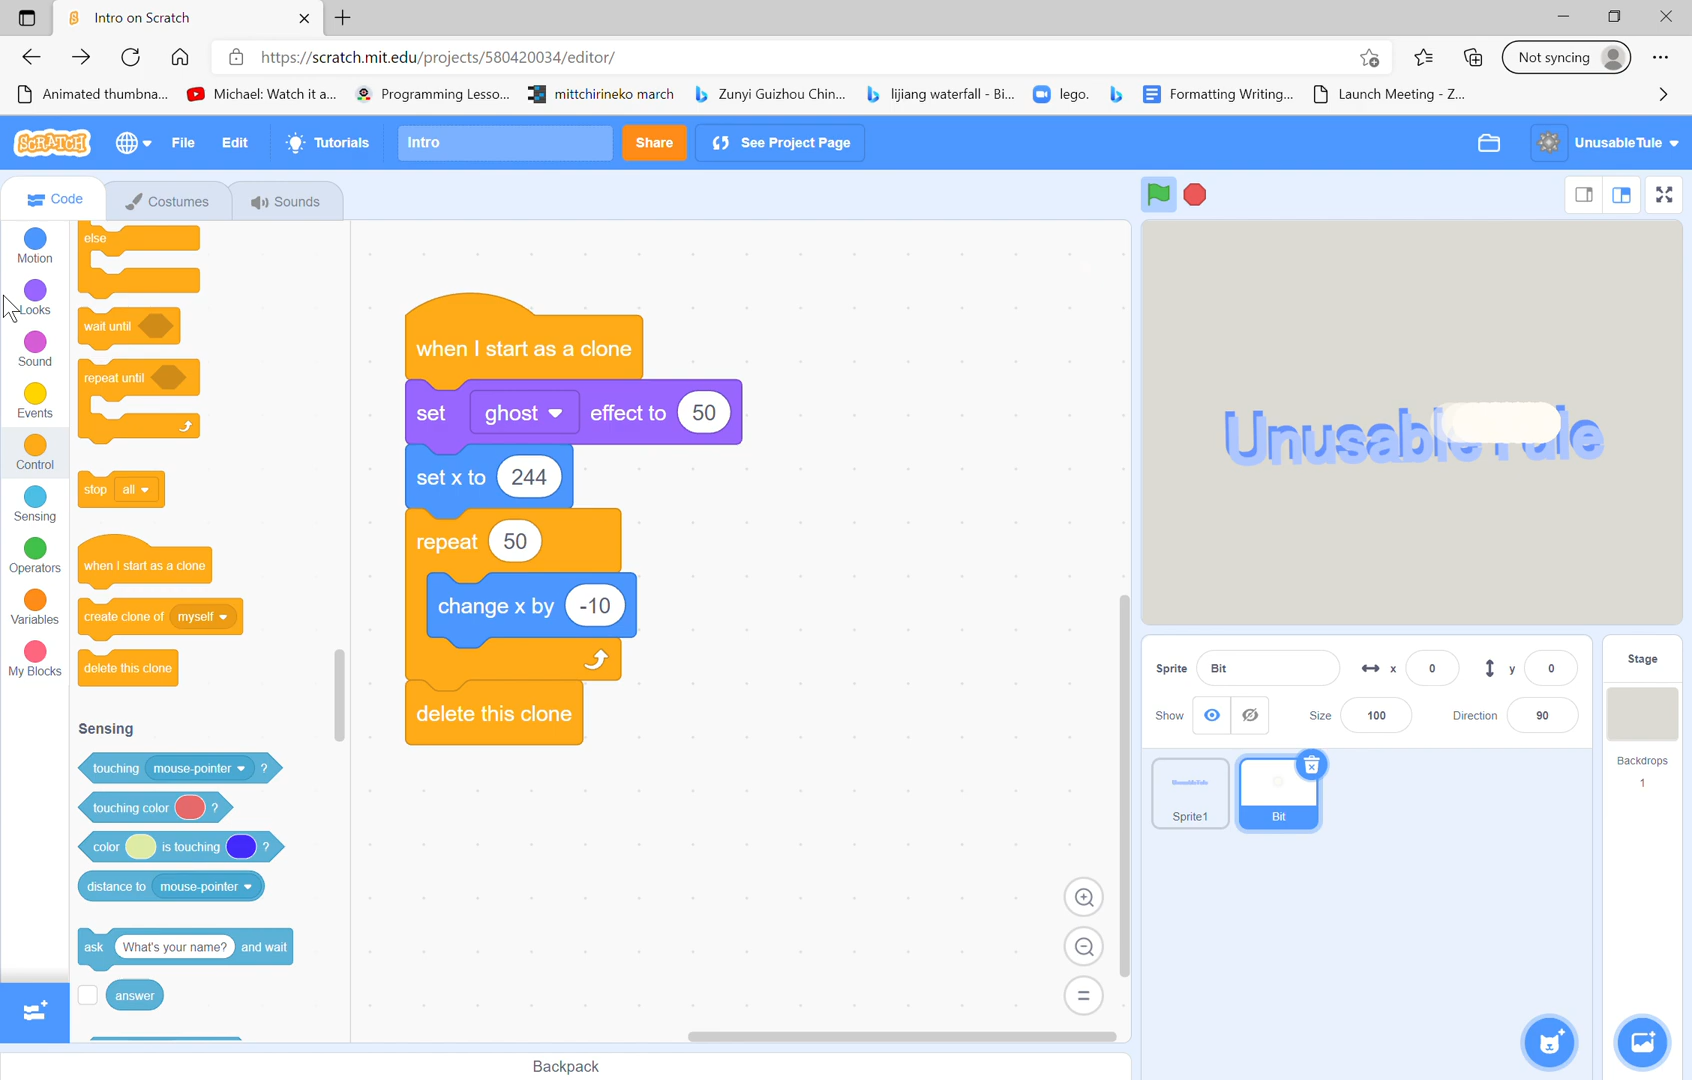 Intro on Scratch
https://scratch.mit.edu/projects/580420034/editor/
Not syncing
Animated thumbna...
Michael: Watch it a...
Programming Lesso...
mittchirineko march
Zunyi Guizhou Chin...
lijiang waterfall - Bi...
lego.
Formatting Writing...
Launch Meeting - Z...
SCRATCH
File
Edit
Tutorials
Intro
Share
See Project Page
UnusableTule
Code
Costumes
Sounds
Motion
Looks
Sound
Events
Control
Sensing
Operators
Variables
My Blocks
else
wait until
repeat until
stop all
when I start as a clone
create clone of myself
delete this clone
Sensing
touching mouse-pointer ?
touching color ?
color is touching ?
distance to mouse-pointer
ask What's your name? and wait
answer
when I start as a clone
set ghost effect to 50
set x to 244
repeat 50
change x by -10
delete this clone
Backpack
UnusableTule
Sprite Bit x 0 y 0
Show Size 100 Direction 90
UnusableTule
Sprite1
Bit
Stage
Backdrops
1